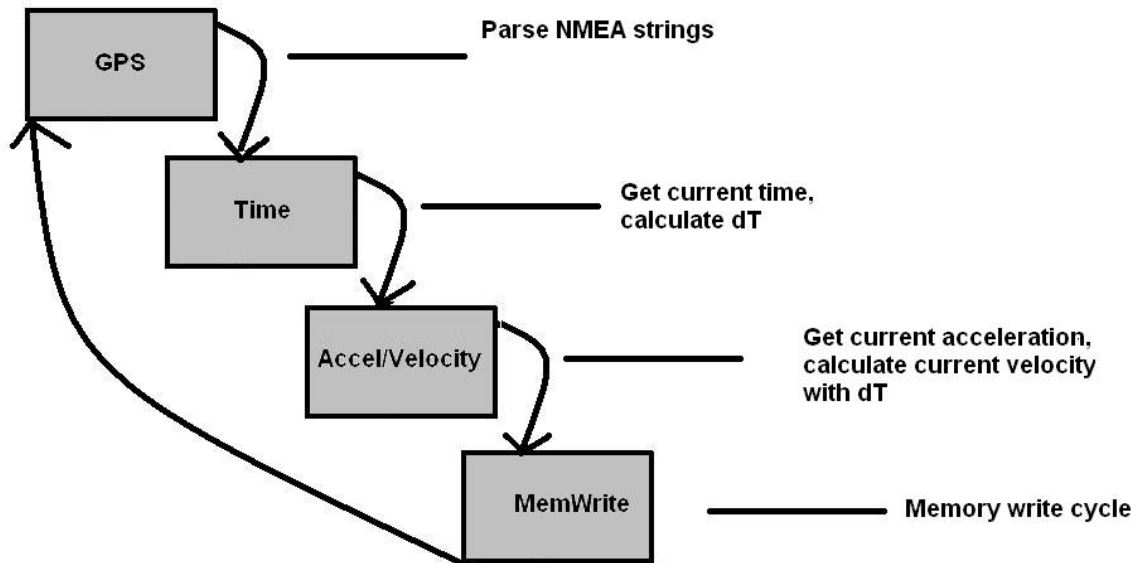 GPS
Parse NMEA strings
Time
Get current time,
calculate dT
Accel/Velocity
Get current acceleration,
calculate current velocity
with dT
MemWrite
Memory write cycle